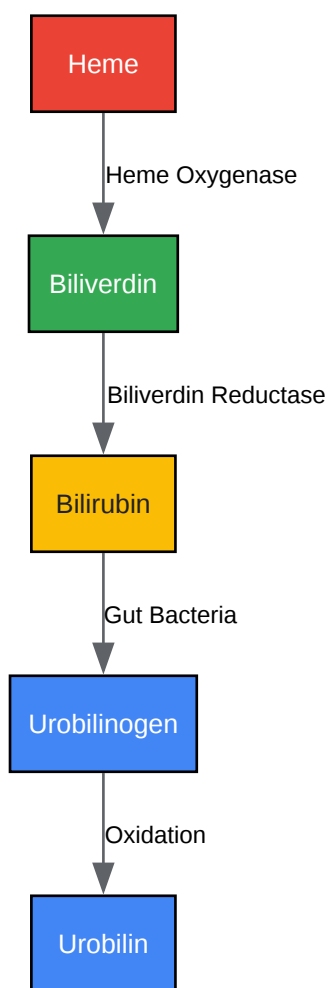 Heme
Heme Oxygenase
Biliverdin
Biliverdin Reductase
Bilirubin
Gut Bacteria
Urobilinogen
Oxidation
Urobilin